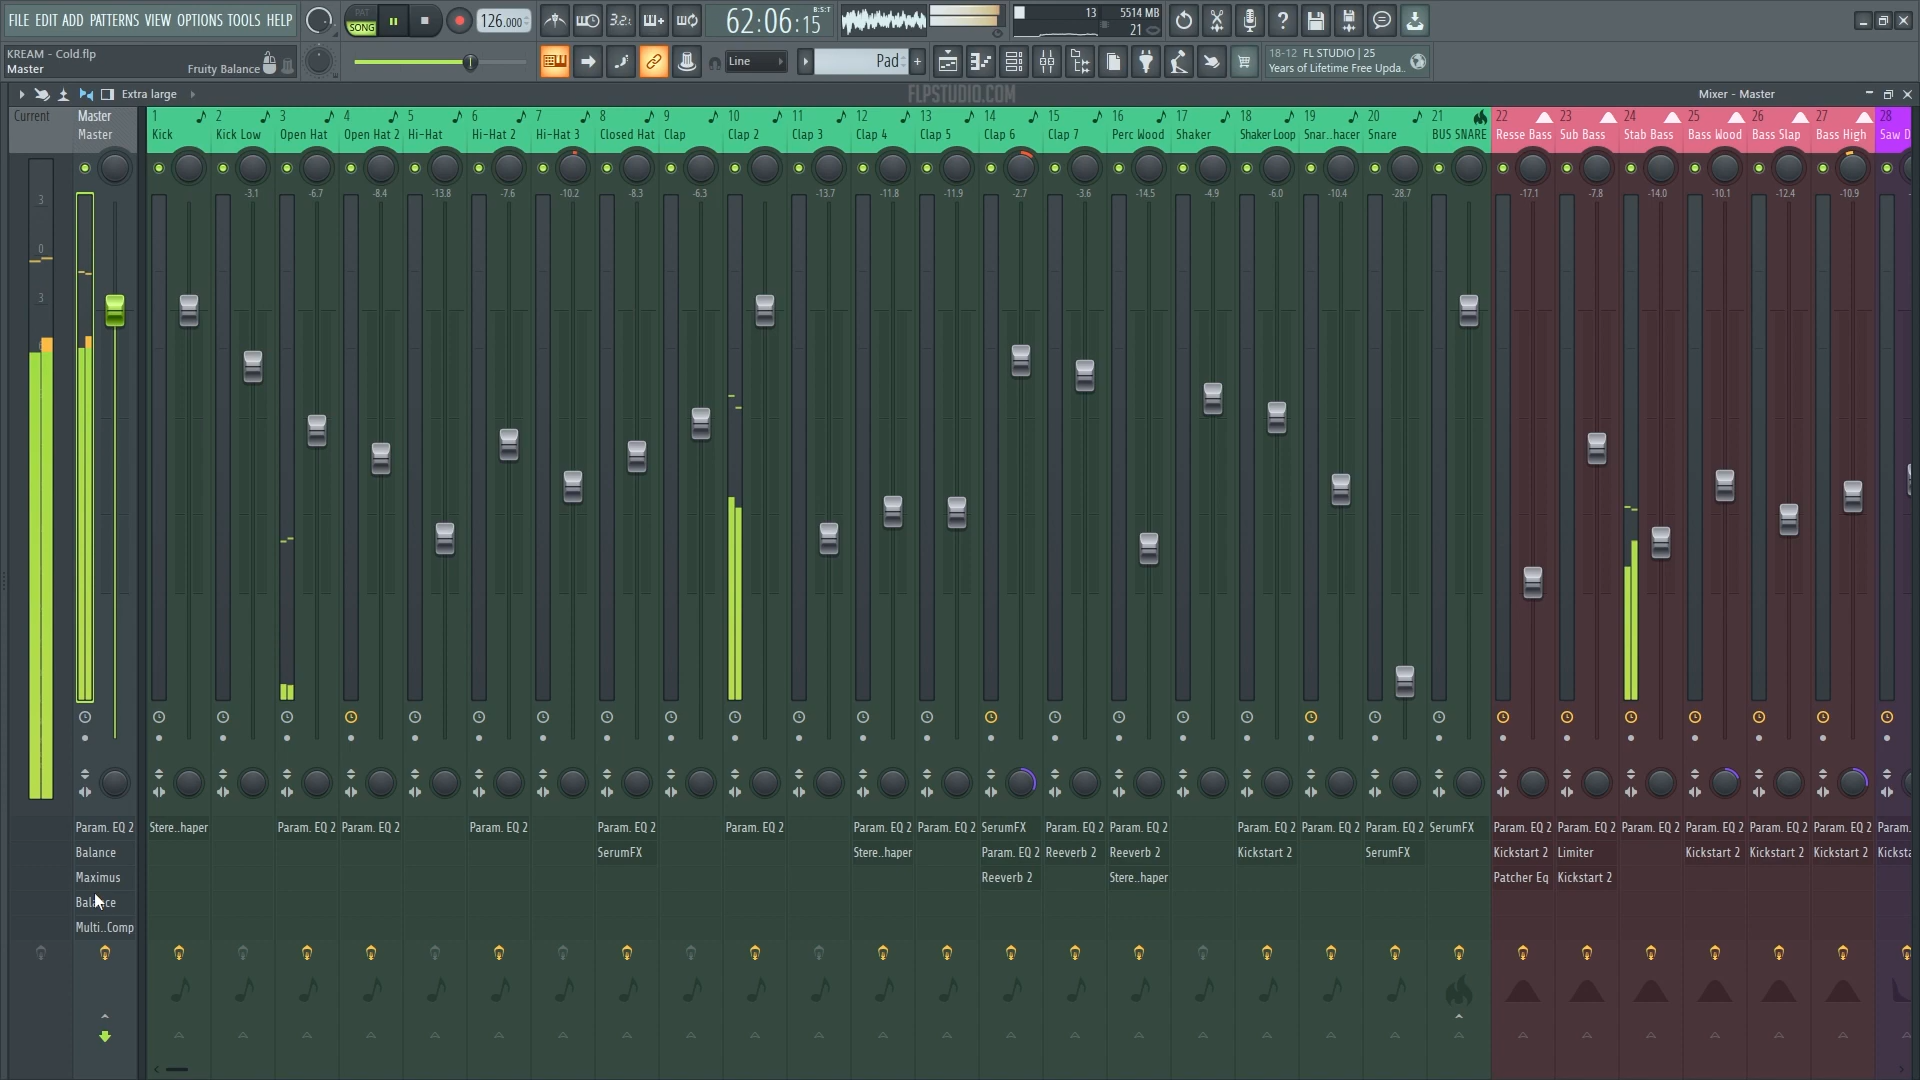 FILE EDIT ADD PATTERNS VIEW OPTIONS TOOLS HELP
PAT
SONG
126.000
3.2.
62:06:15
B:S:T
13
5514 MB
21
KREAM - Cold.flp
Master
Fruity Balance
Line
Pad
18-12 FL STUDIO | 25
Years of Lifetime Free Upda..
Extra large
FLPSTUDIO.COM
Mixer - Master
Current
Master
1 2 3 4 5 6 7 8 9 10 11 12 13 14 15 16 17 18 19 20 21 22 23 24 25 26 27 28
Master Kick Kick Low Open Hat Open Hat 2 Hi-Hat Hi-Hat 2 Hi-Hat 3 Closed Hat Clap Clap 2 Clap 3 Clap 4 Clap 5 Clap 6 Clap 7 Perc Wood Shaker Shaker Loop Snar..hacer Snare BUS SNARE Resse Bass Sub Bass Stab Bass Bass Wood Bass Slap Bass High Saw D
-3.1 -6.7 -8.4 -13.8 -7.6 -10.2 -8.3 -6.3 -13.7 -11.8 -11.9 -2.7 -3.6 -14.5 -4.9 -6.0 -10.4 -28.7 -17.1 -7.8 -14.0 -10.1 -12.4 -10.9
3
0
3
Param. EQ 2 Stere..haper Param. EQ 2 Param. EQ 2 Param. EQ 2 Param. EQ 2 Param. EQ 2 Param. EQ 2 Param. EQ 2 SerumFX Param. EQ 2 Param. EQ 2 Param. EQ 2 Param. EQ 2 Param. EQ 2 SerumFX Param. EQ 2 Param. EQ 2 Param. EQ 2 Param. EQ 2 Param. EQ 2 Param. EQ 2 Param.
Balance SerumFX Stere..haper Param. EQ 2 Reeverb 2 Reeverb 2 Kickstart 2 SerumFX Kickstart 2 Limiter Kickstart 2 Kickstart 2 Kickstart 2 Kicksta
Maximus Reeverb 2 Stere..haper Patcher Eq Kickstart 2
Balance
Multi..Comp